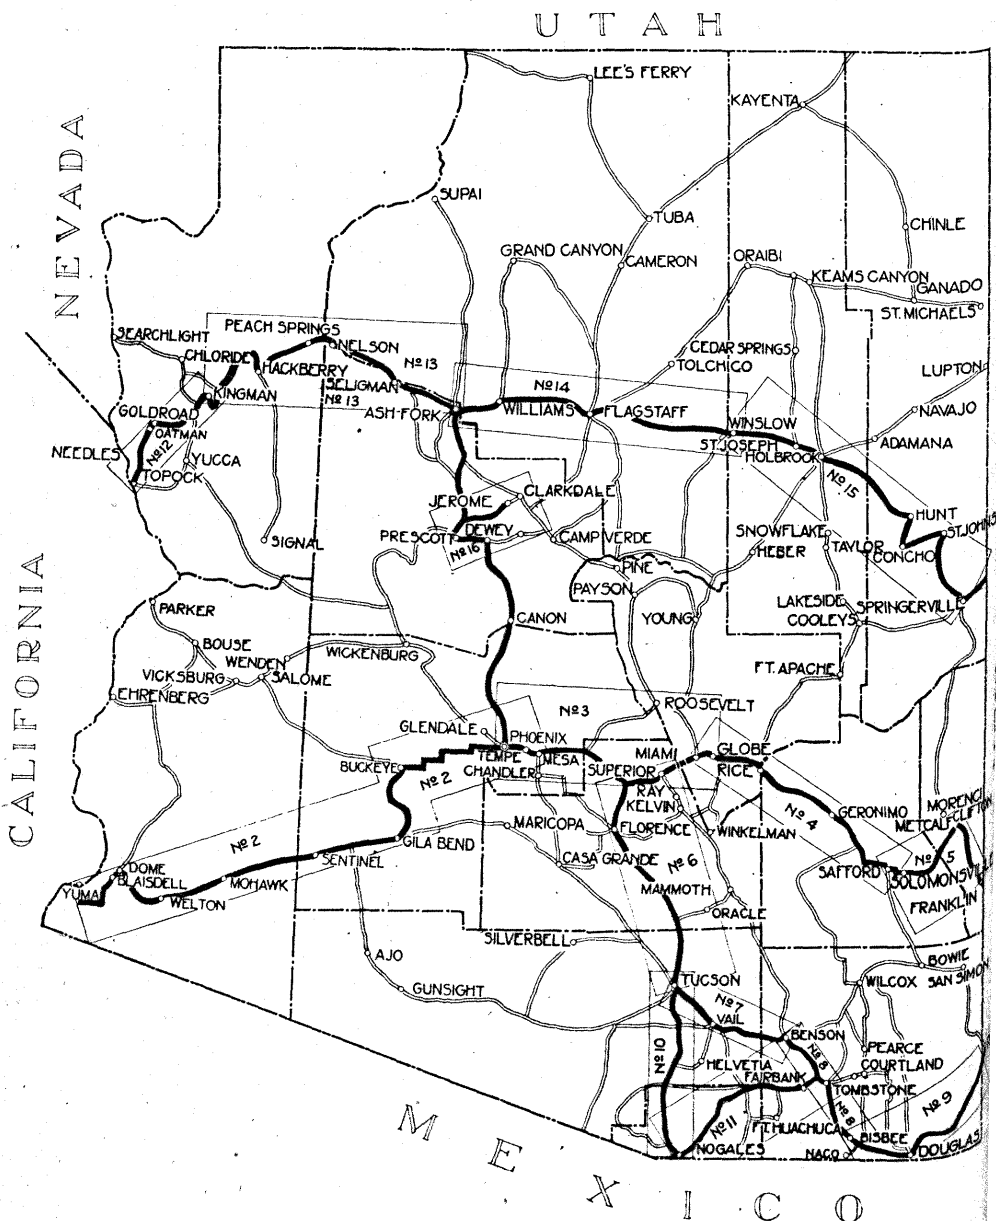 UTAH
LEE'S FERRY
KAYENTA
NEVADA
SUPAI
TUBA
CHINLE
GRAND CANYON
CAMERON
ORAIBI
KEAMS CANYON
GANADO
ST. MICHAELS
SEARCHLIGHT
PEACH SPRINGS
NELSON
CHLORIDE
HACKBERRY
No 13
CEDAR SPRINGS
TOLCHICO
LUPTON
SELIGMAN
No 13
No 14
KINGMAN
ASH FORK
WILLIAMS
FLAGSTAFF
NAVAJO
GOLDROAD
OATMAN
WINSLOW
ST. JOSEPH
HOLBROOK
ADAMANA
NEEDLES
No 12
YUCCA
TOPOCK
No 15
JEROME
CLARKDALE
HUNT
ST. JOHNS
PRESCOTT
DEWEY
No 16
CAMP VERDE
SNOWFLAKE
HEBER
TAYLOR
CONCHO
SIGNAL
PINE
PAYSON
CALIFORNIA
PARKER
CANON
YOUNG
LAKESIDE
COOLEYS
SPRINGERVILLE
BOUSE
WENDEN
WICKENBURG
VICKSBURG
SALOME
EHRENBERG
FT. APACHE
No 3
ROOSEVELT
GLENDALE
PHOENIX
TEMPE
MESA
CHANDLER
MIAMI
GLOBE
SUPERIOR
RICE
BUCKEYE
No 2
RAY
KELVIN
No 4
GERONIMO
MORENCI
METCALF
CLIFTON
No 2
GILA BEND
MARICOPA
FLORENCE
WINKELMAN
SENTINEL
CASA GRANDE
No 6
DOME
BLAISDELL
YUMA
MOHAWK
WELTON
MAMMOTH
SAFFORD
No 5
SOLOMONSVILLE
FRANKLIN
ORACLE
SILVERBELL
AJO
BOWIE
SAN SIMON
GUNSIGHT
TUCSON
WILCOX
No 7
VAIL
BENSON
No 10
HELVETIA
No 8
PEARCE
COURTLAND
FAIRBANK
TOMBSTONE
No 9
No 11
FT. HUACHUCA
No 8
BISBEE
NOGALES
NACO
DOUGLAS
MEXICO